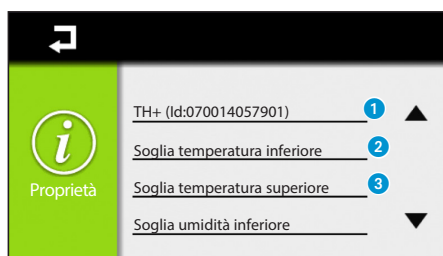 Proprietà
TH+ (Id:070014057901) 1
Soglia temperatura inferiore 2
Soglia temperatura superiore 3
Soglia umidità inferiore